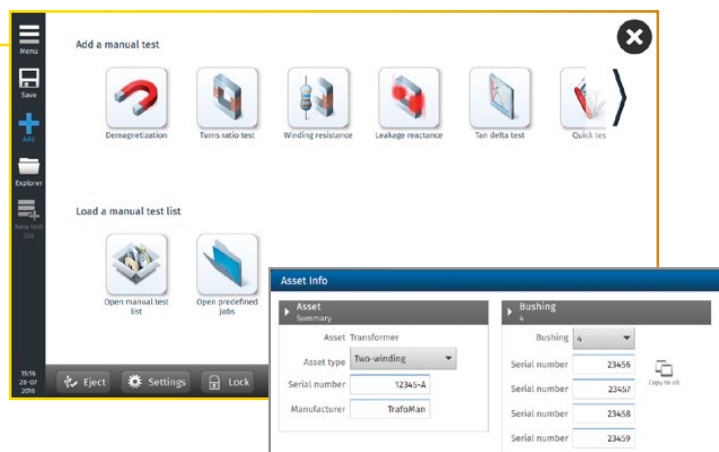 Menu
Save
Add
Explorer
New test
list
15:16
28-07
2016
Add a manual test
Demagnetization
Turns ratio test
Winding resistance
Leakage reactance
Tan delta test
Quick tes
Load a manual test list
Open manual test
list
Open predefined
jobs
Eject
Settings
Lock
Asset Info
Asset
Summary
Asset Transformer
Asset type Two-winding
Serial number 12345-A
Manufacturer TrafoMan
Bushing
4
Bushing 4
Serial number 23456
Copy to all
Serial number 23457
Serial number 23458
Serial number 23459